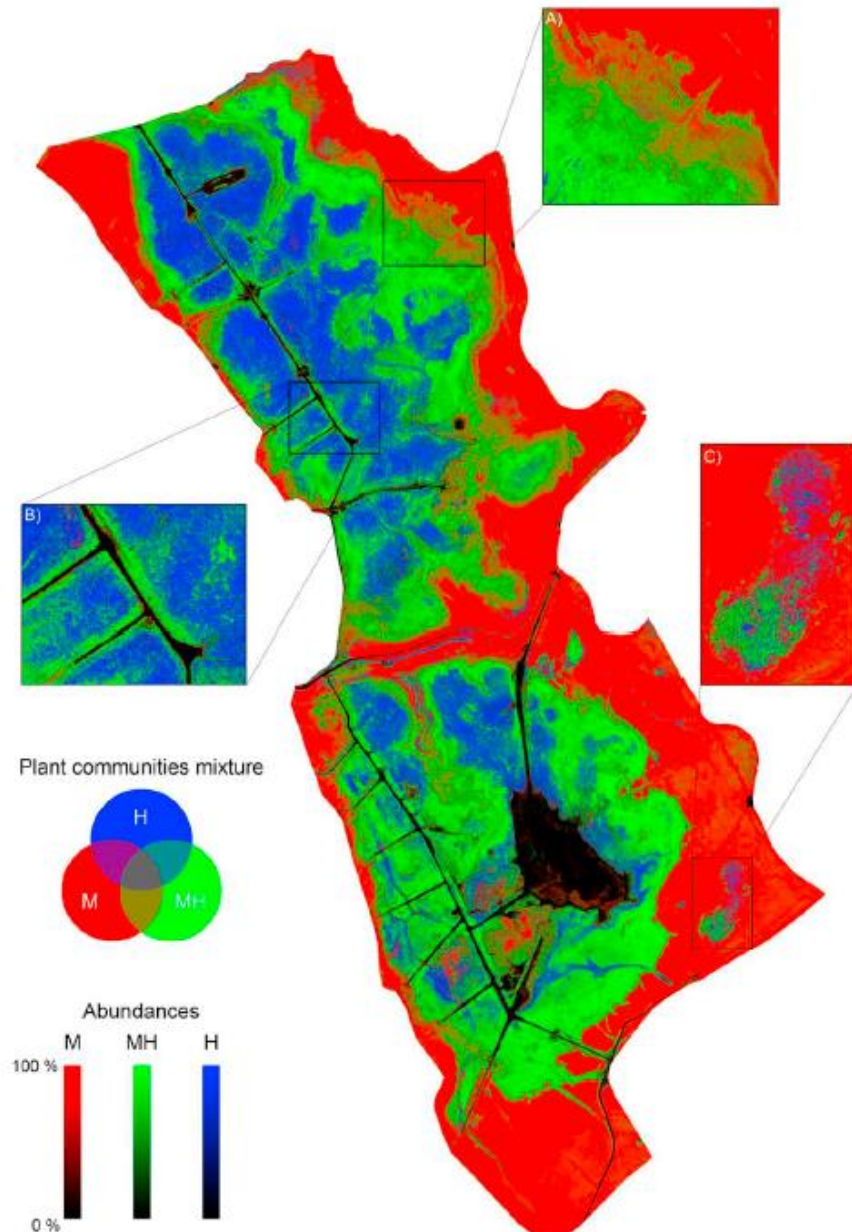 A)
C)
B)
Plant communities mixture
H
M
MH
Abundances
M MH H
100 %
0 %